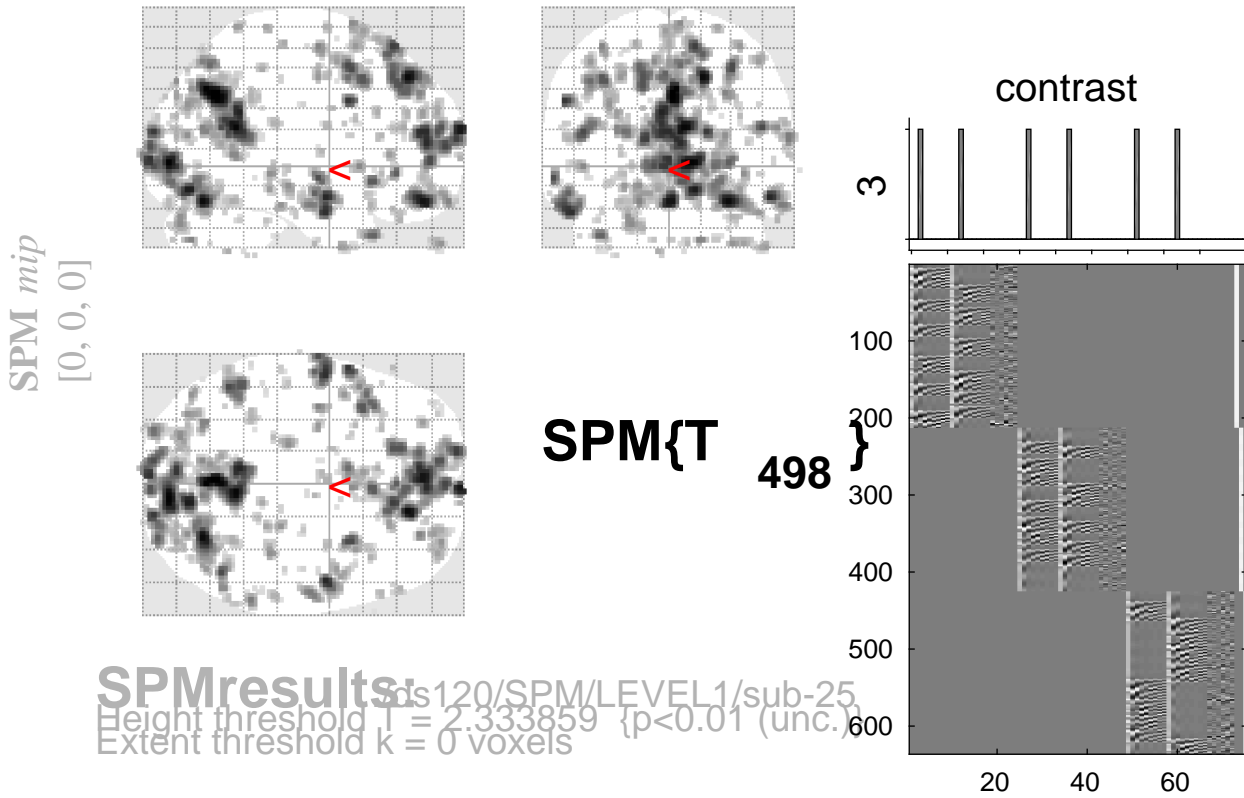 contrast
3
<
<
SPM mip
[0, 0, 0]
<
SPM{T 498 }
100
200
300
400
500
600
20 40 60
SPMresults: ./ds120/SPM/LEVEL1/sub-25
Height threshold T = 2.333859 {p<0.01 (unc.)}
Extent threshold k = 0 voxels